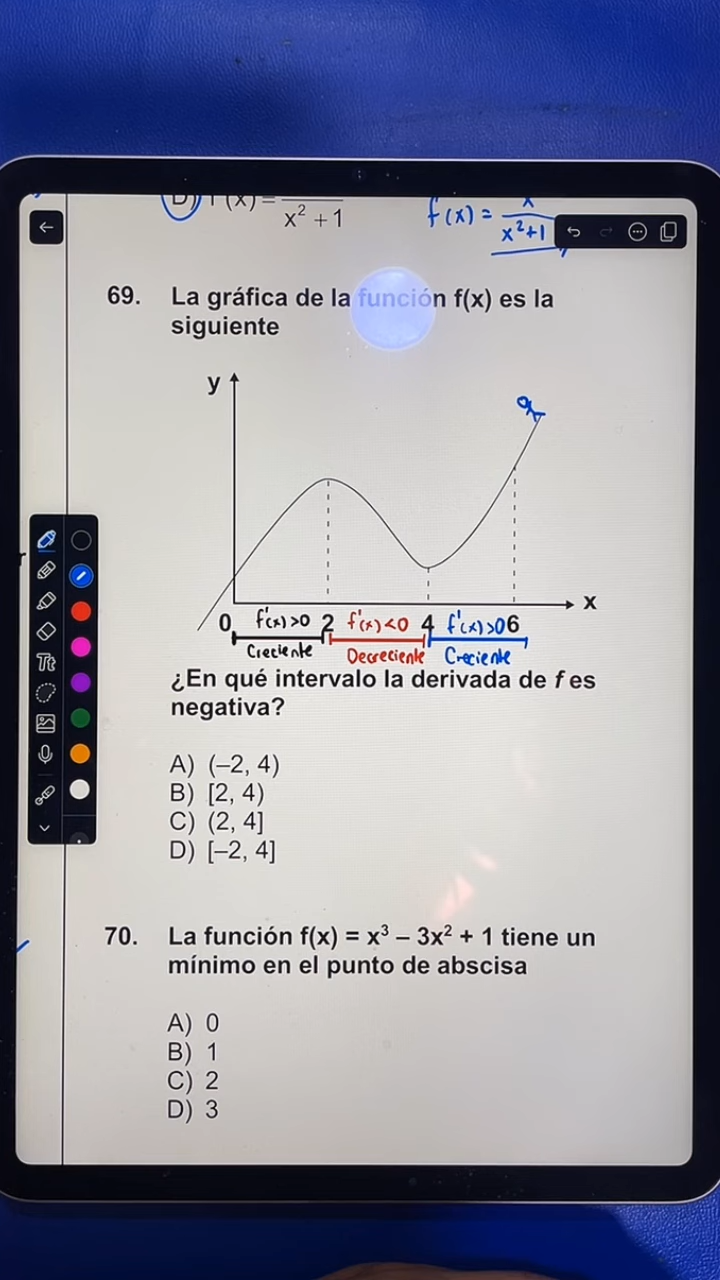 D) f(x) =
x² + 1
f(x) = x
x²+1
69. La gráfica de la función f(x) es la
siguiente
y
x
0 f'(x)>0 2 f'(x)<0 4 f'(x)>0 6
Creciente Decreciente Creciente
¿En qué intervalo la derivada de f es
negativa?
A) (–2, 4)
B) [2, 4)
C) (2, 4]
D) [–2, 4]
70. La función f(x) = x³ – 3x² + 1 tiene un
mínimo en el punto de abscisa
A) 0
B) 1
C) 2
D) 3
Tt